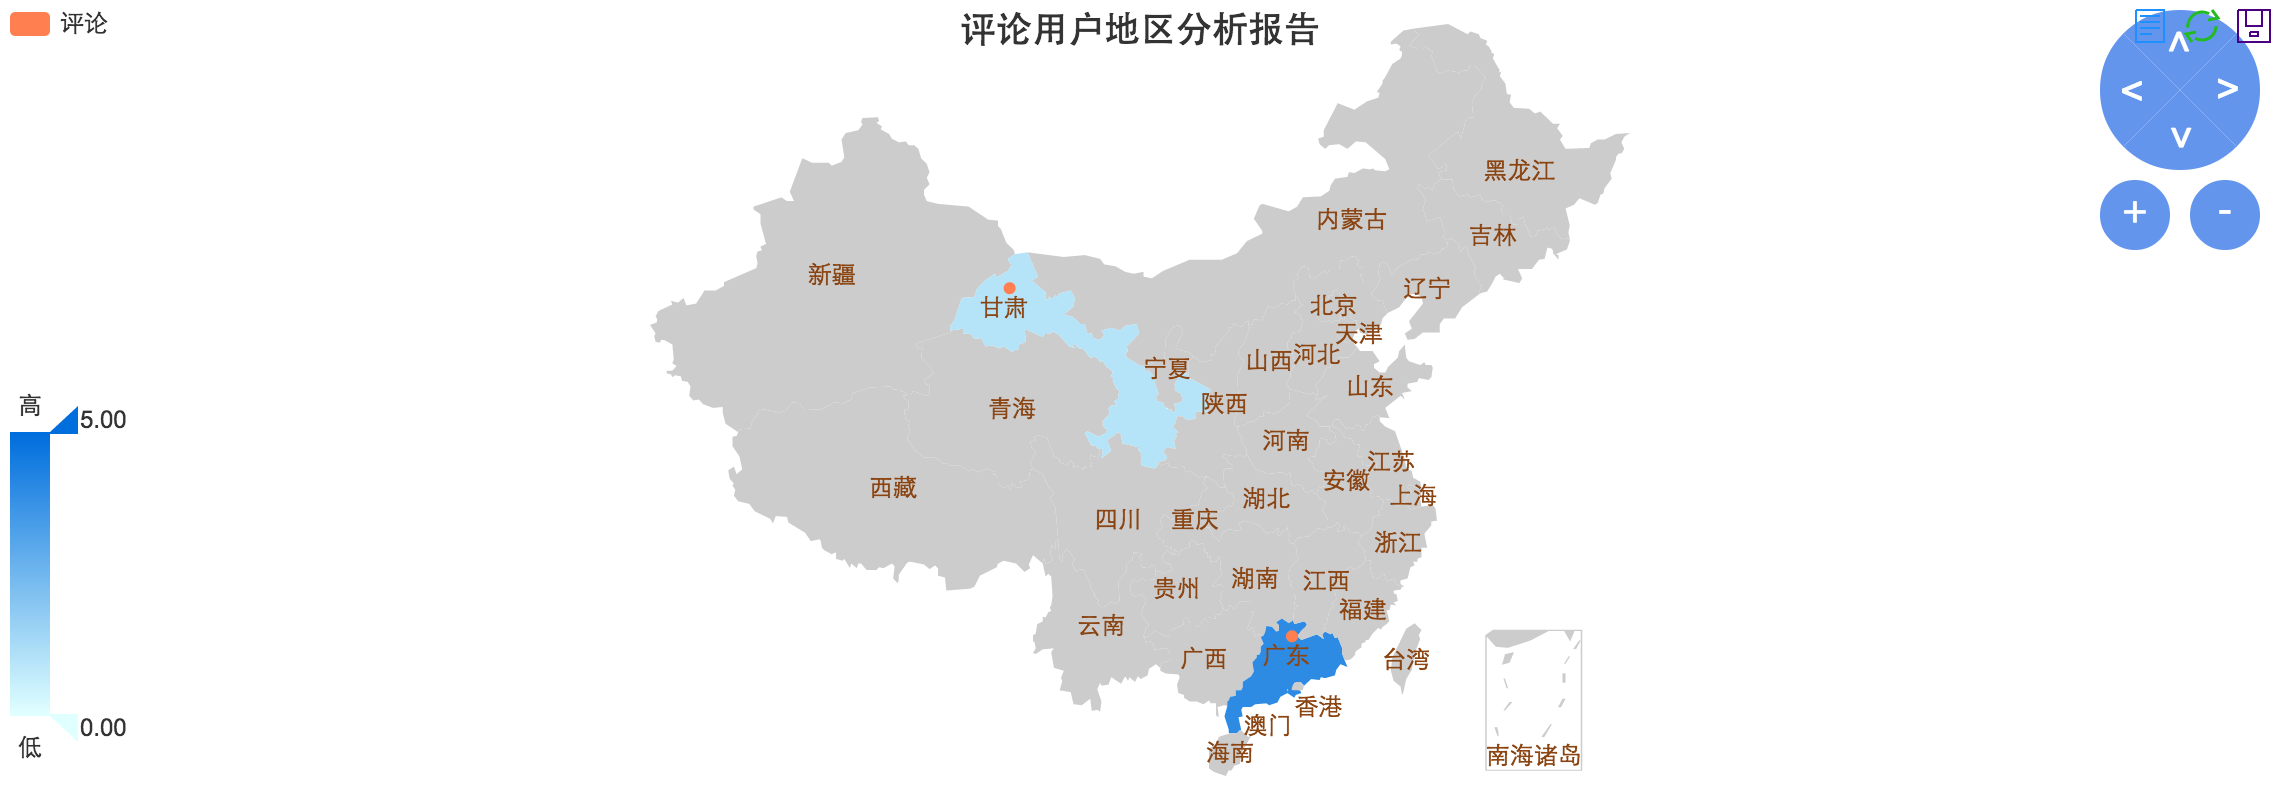 评论
评论用户地区分析报告
^
<
>
v
+
-
黑龙江
内蒙古
吉林
新疆
辽宁
甘肃
北京
天津
宁夏
山西
河北
山东
青海
陕西
高
5.00
河南
江苏
安徽
西藏
上海
湖北
四川
重庆
浙江
湖南
江西
贵州
福建
云南
广西
广东
台湾
香港
澳门
0.00
低
海南
南海诸岛